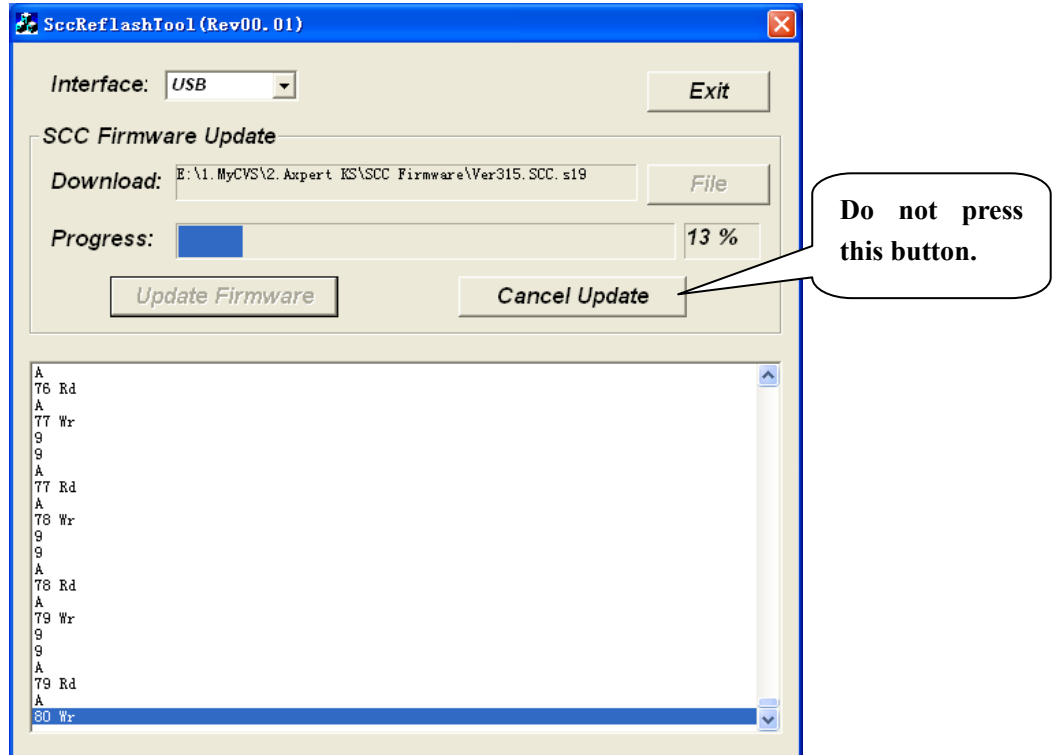 SccReflashTool(Rev00.01)
Interface: USB
Exit
SCC Firmware Update
Download: E:\1.MyCVS\2.Axpert KS\SCC Firmware\Ver315.SCC.s19
File
Progress: 13 %
Update Firmware
Cancel Update
Do not press
this button.
A
76 Rd
A
77 Wr
9
9
A
77 Rd
A
78 Wr
9
9
A
78 Rd
A
79 Wr
9
9
A
79 Rd
A
80 Wr